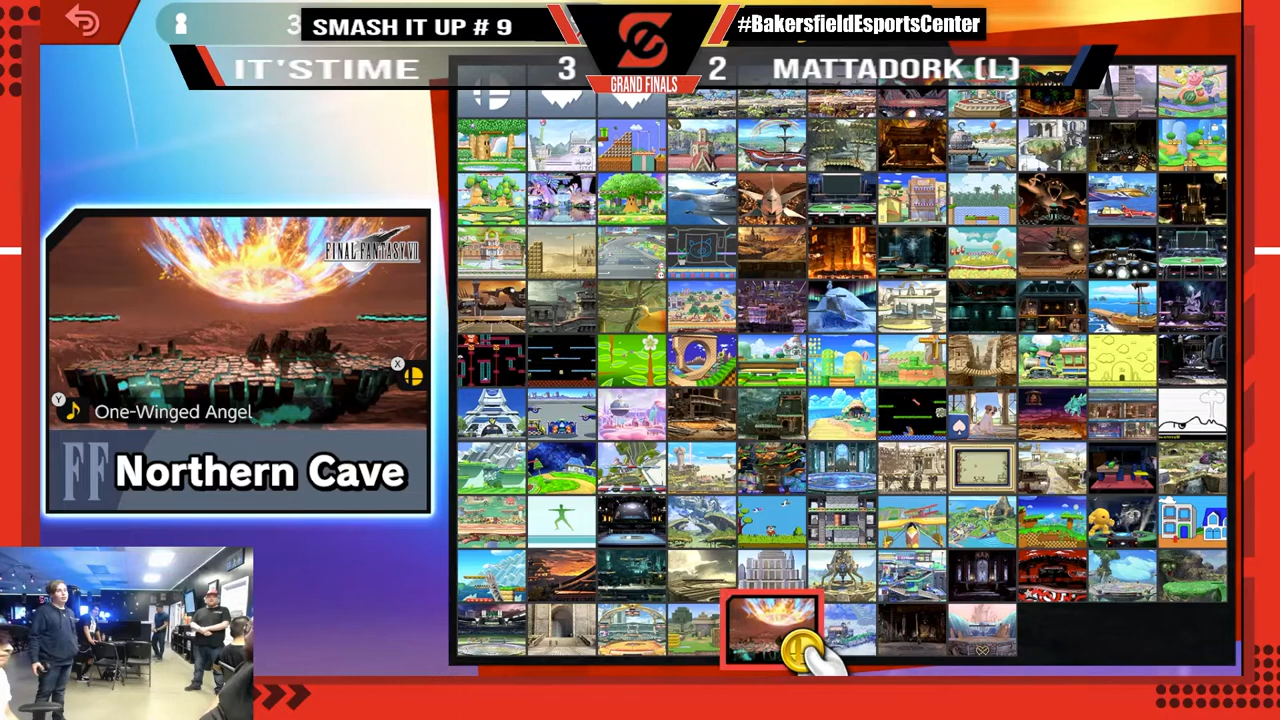 3
SMASH IT UP # 9
#BakersfieldEsportsCenter
IT'STIME
3
GRAND FINALS
2
MATTADORK (L)
FINAL FANTASY VII
X
Y
One-Winged Angel
FF
Northern Cave